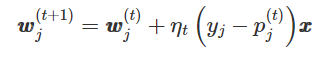 𝒘_j^{(t+1)} = 𝒘_j^{(t)} + η_t (y_j − p_j^{(t)}) 𝒙